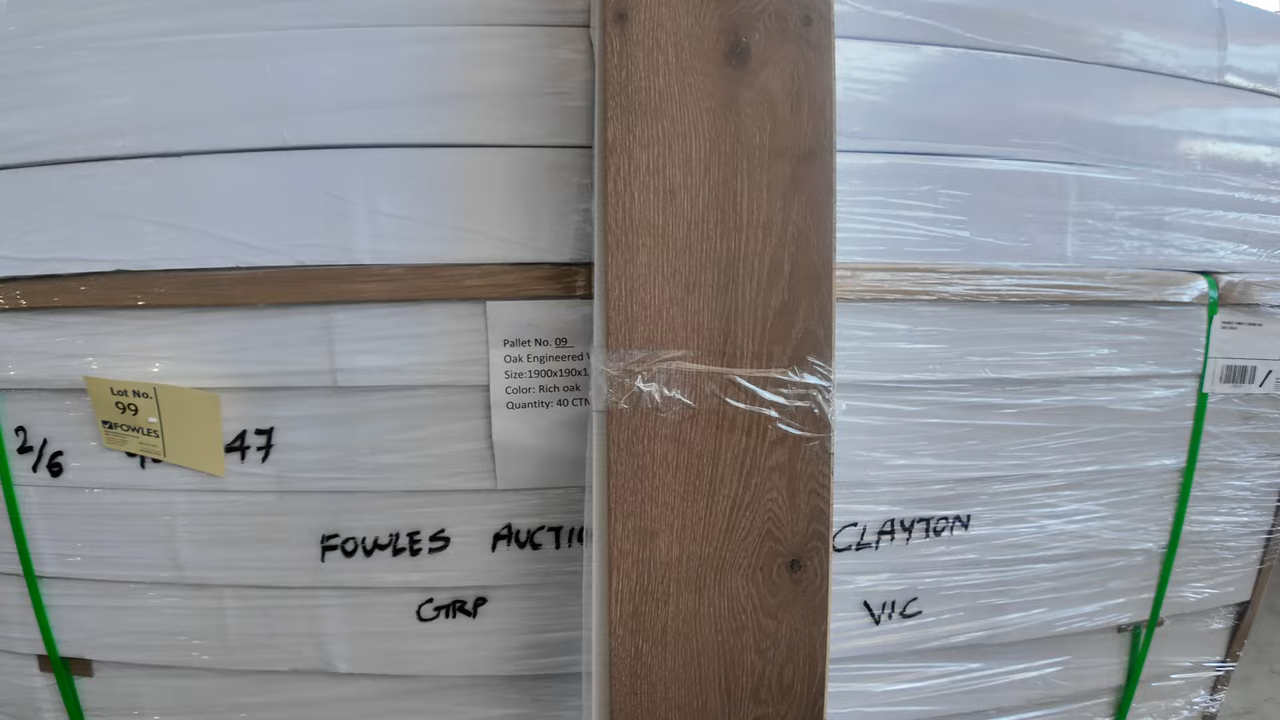 Pallet No. 09
Oak Engineered
Size:1900x190x1
Color: Rich oak
Quantity: 40 CTN
Lot No.
99
FOWLES
2/6
47
FOWLES AUCTIO CLAYTON
GRP VIC